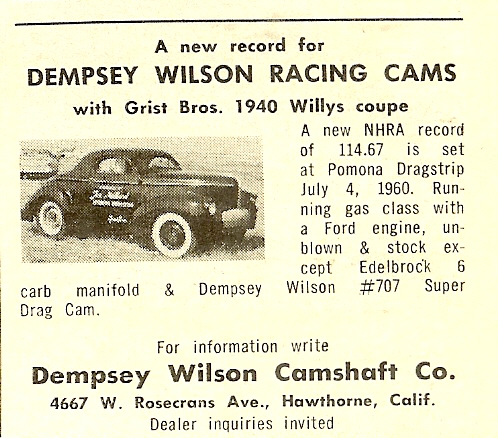 A new record for
DEMPSEY WILSON RACING CAMS
with Grist Bros. 1940 Willys coupe
A new NHRA record
of 114.67 is set
at Pomona Dragstrip
July 4, 1960. Run-
ning gas class with
a Ford engine, un-
blown & stock ex-
cept Edelbrock 6
carb manifold & Dempsey Wilson #707 Super
Drag Cam.
For information write
Dempsey Wilson Camshaft Co.
4667 W. Rosecrans Ave., Hawthorne, Calif.
Dealer inquiries invited